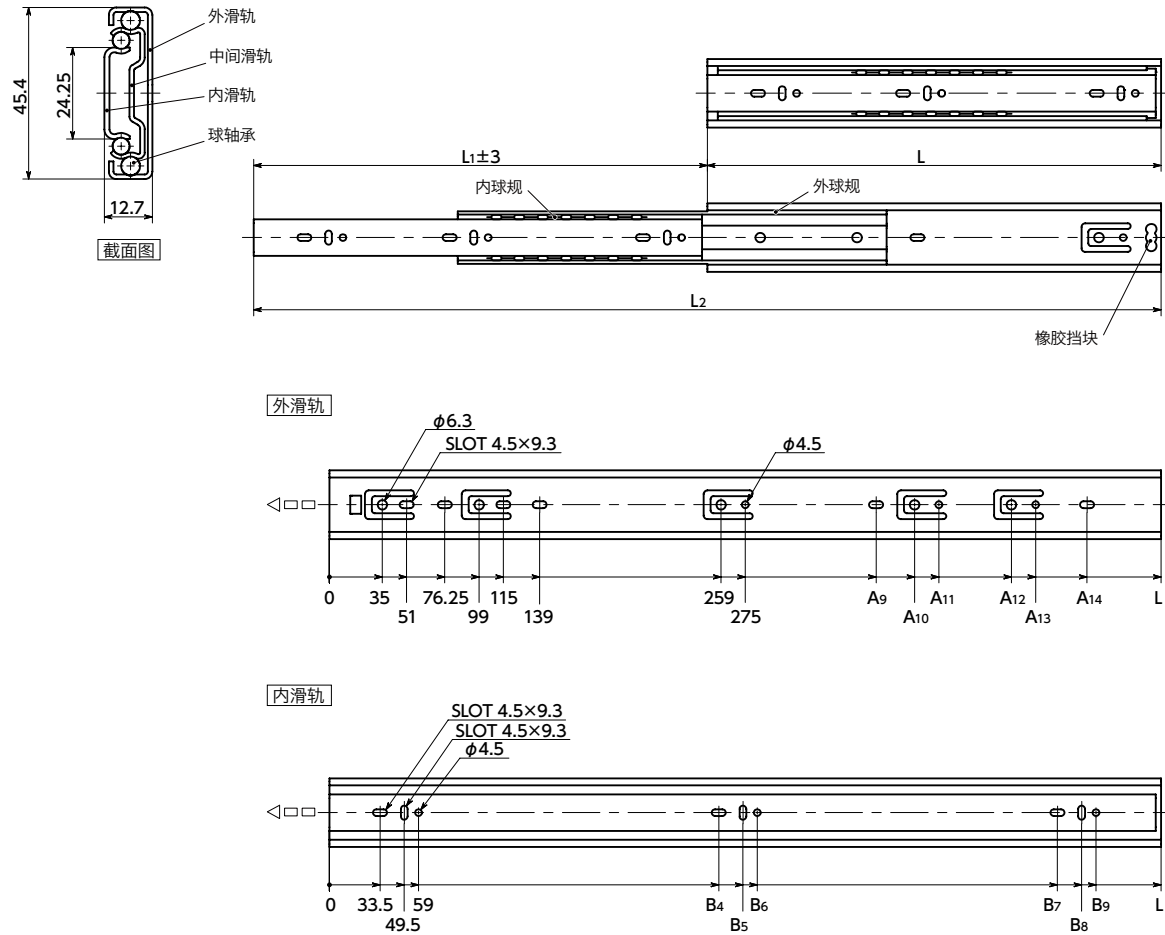 外滑轨
中间滑轨
内滑轨
球轴承
45.4
24.25
12.7
截面图
L1±3
L
内球规
外球规
L2
橡胶挡块
外滑轨
φ6.3
SLOT 4.5×9.3
φ4.5
0 35 76.25 115 259 A9 A11 A12 A14 L
51 99 139 275 A10 A13
内滑轨
SLOT 4.5×9.3
SLOT 4.5×9.3
φ4.5
0 33.5 59 B4 B6 B7 B9 L
49.5 B5 B8